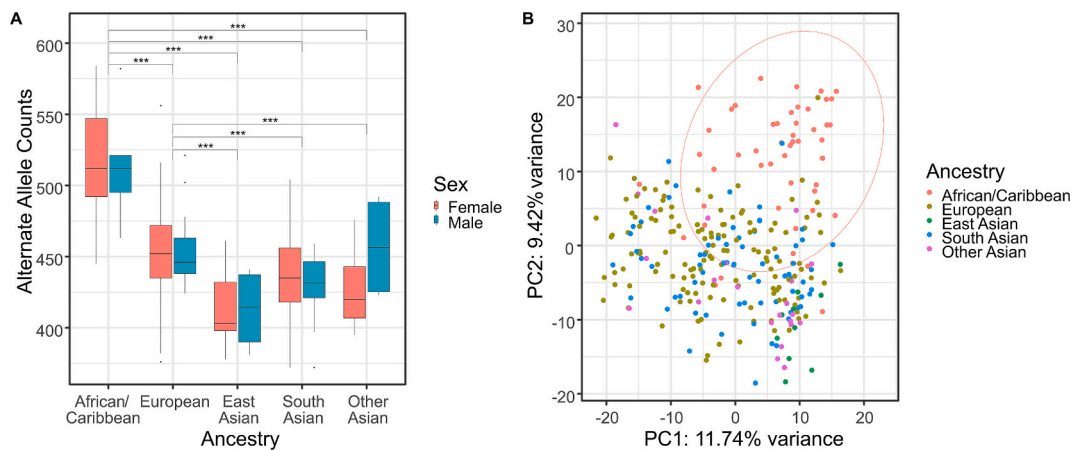 A
Alternate Allele Counts
600
550
500
450
400
***
***
***
***
***
***
***
African/
Caribbean
European
East
Asian
South
Asian
Other
Asian
Ancestry
Sex
Female
Male
B
PC2: 9.42% variance
30
20
10
0
-10
-20
-20
-10
0
10
20
PC1: 11.74% variance
Ancestry
African/Caribbean
European
East Asian
South Asian
Other Asian